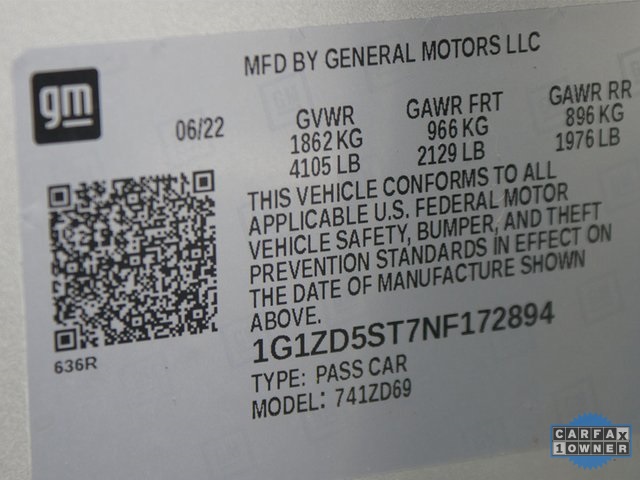 MFD BY GENERAL MOTORS LLC
gm
06/22
GVWR
1862 KG
4105 LB
GAWR FRT
966 KG
2129 LB
GAWR RR
896 KG
1976 LB
THIS VEHICLE CONFORMS TO ALL
APPLICABLE U.S. FEDERAL MOTOR
VEHICLE SAFETY, BUMPER, AND THEFT
PREVENTION STANDARDS IN EFFECT ON
THE DATE OF MANUFACTURE SHOWN
ABOVE.
636R
1G1ZD5ST7NF172894
TYPE: PASS CAR
MODEL: 741ZD69
CARFAX
1 OWNER